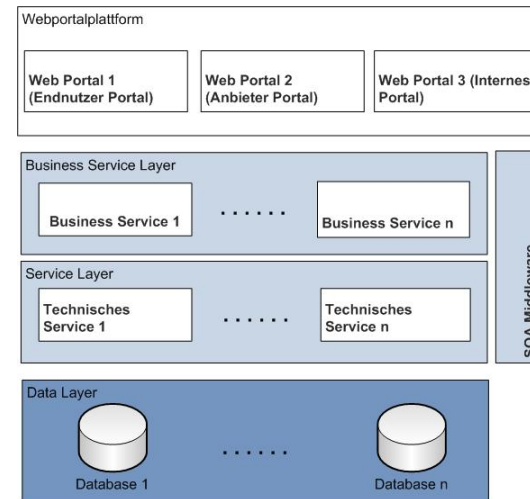 Webportalplattform
Web Portal 1
(Endnutzer Portal)
Web Portal 2
(Anbieter Portal)
Web Portal 3 (Internes
Portal)
Business Service Layer
Business Service 1
. . . . . .
Business Service n
Service Layer
Technisches
Service 1
. . . . . .
Technisches
Service n
SOA Middleware
Data Layer
Database 1
. . . . . .
Database n